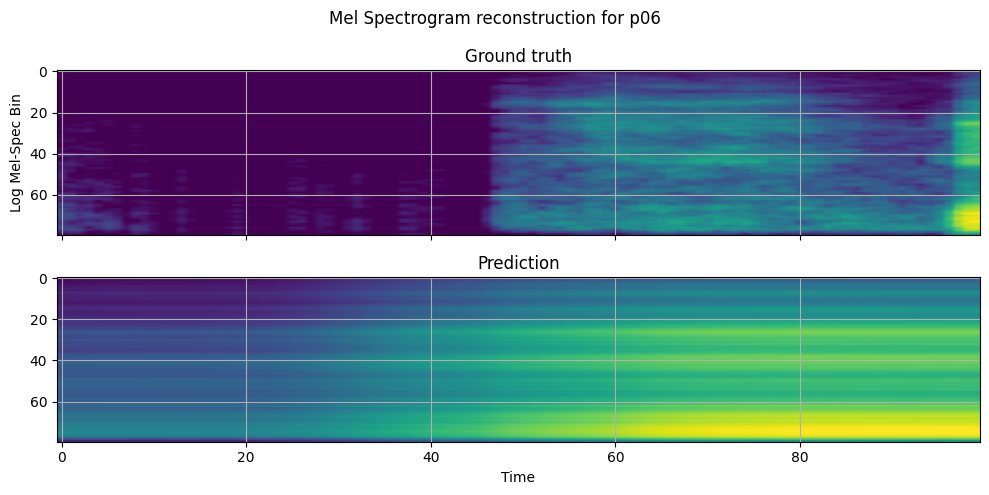 Mel Spectrogram reconstruction for p06
Ground truth
0
20
40
60
Log Mel-Spec Bin
Prediction
0
20
40
60
0 20 40 60 80
Time